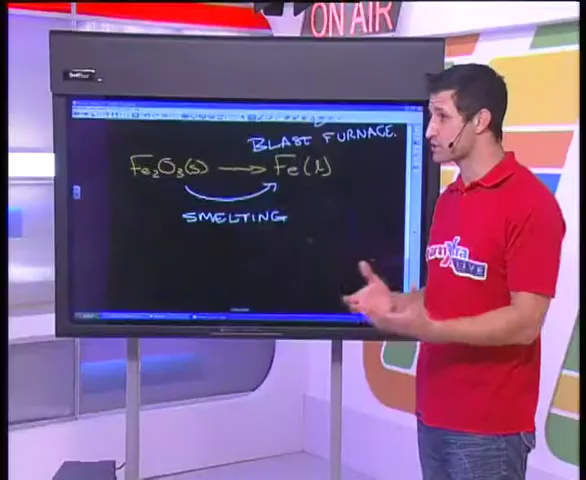 ON AIR
BLAST FURNACE.
Fe₂O₃(s) → Fe(l)
SMELTING
LIVE